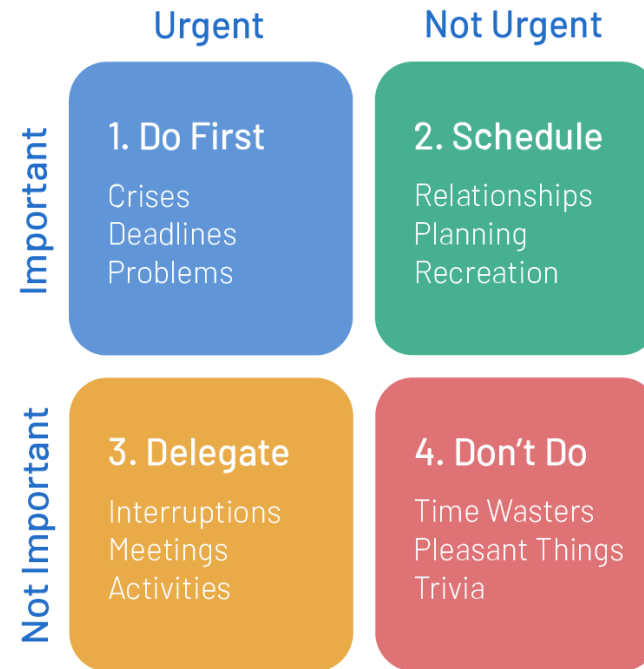 Urgent
Not Urgent
Important
1. Do First
Crises
Deadlines
Problems
2. Schedule
Relationships
Planning
Recreation
Not Important
3. Delegate
Interruptions
Meetings
Activities
4. Don’t Do
Time Wasters
Pleasant Things
Trivia